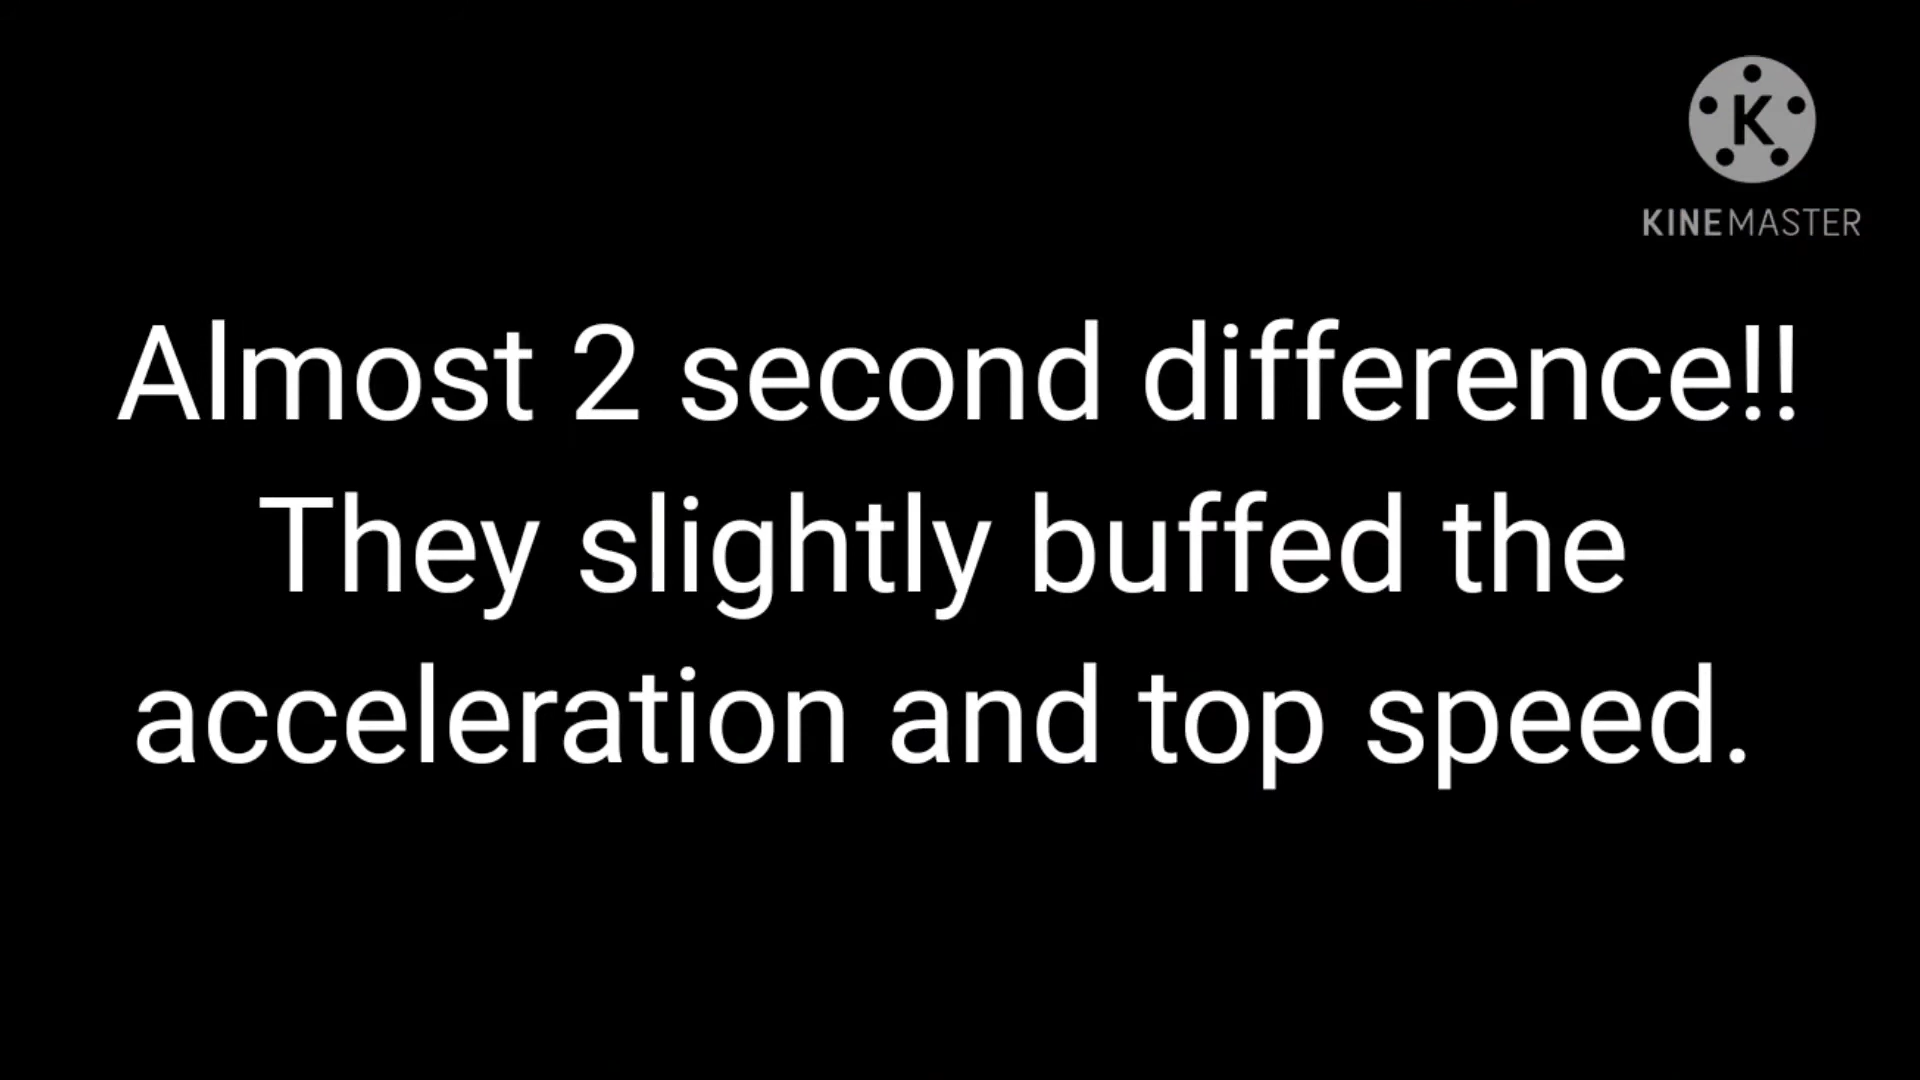 K
KINEMASTER
Almost 2 second difference!!
They slightly buffed the
acceleration and top speed.